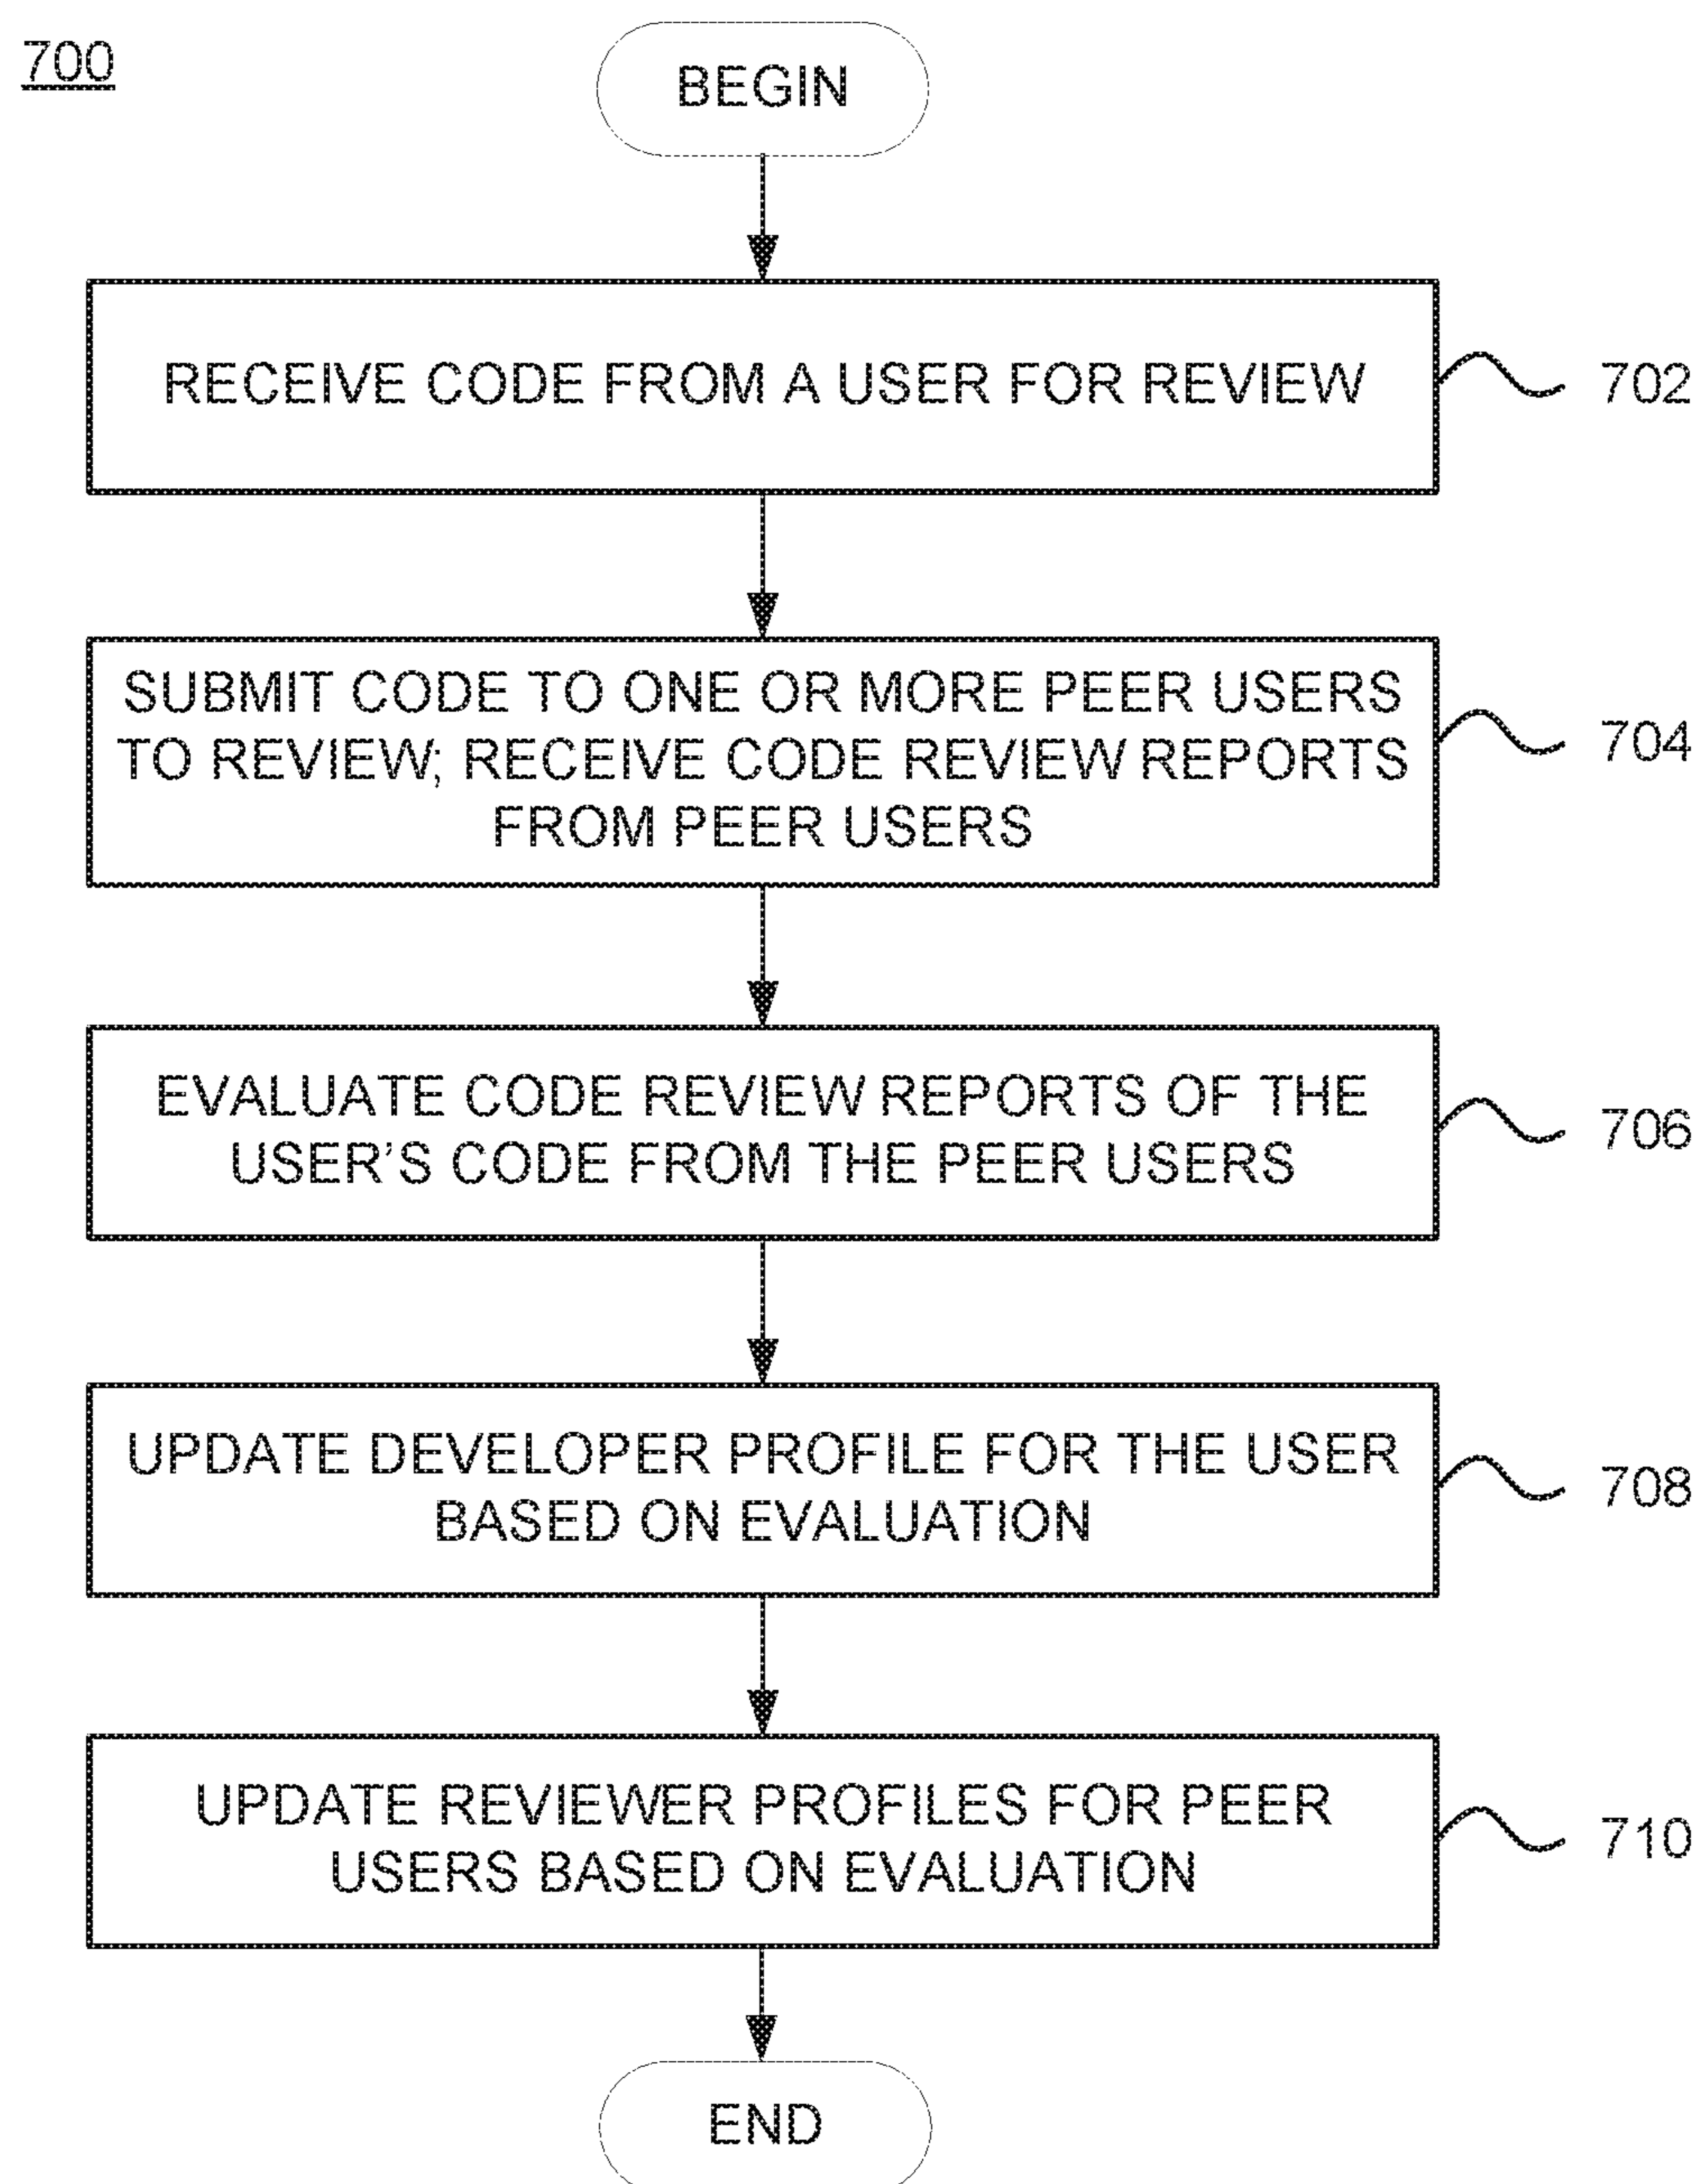 700
BEGIN
RECEIVE CODE FROM A USER FOR REVIEW
702
SUBMIT CODE TO ONE OR MORE PEER USERS
TO REVIEW; RECEIVE CODE REVIEW REPORTS
FROM PEER USERS
704
EVALUATE CODE REVIEW REPORTS OF THE
USER'S CODE FROM THE PEER USERS
706
UPDATE DEVELOPER PROFILE FOR THE USER
BASED ON EVALUATION
708
UPDATE REVIEWER PROFILES FOR PEER
USERS BASED ON EVALUATION
710
END